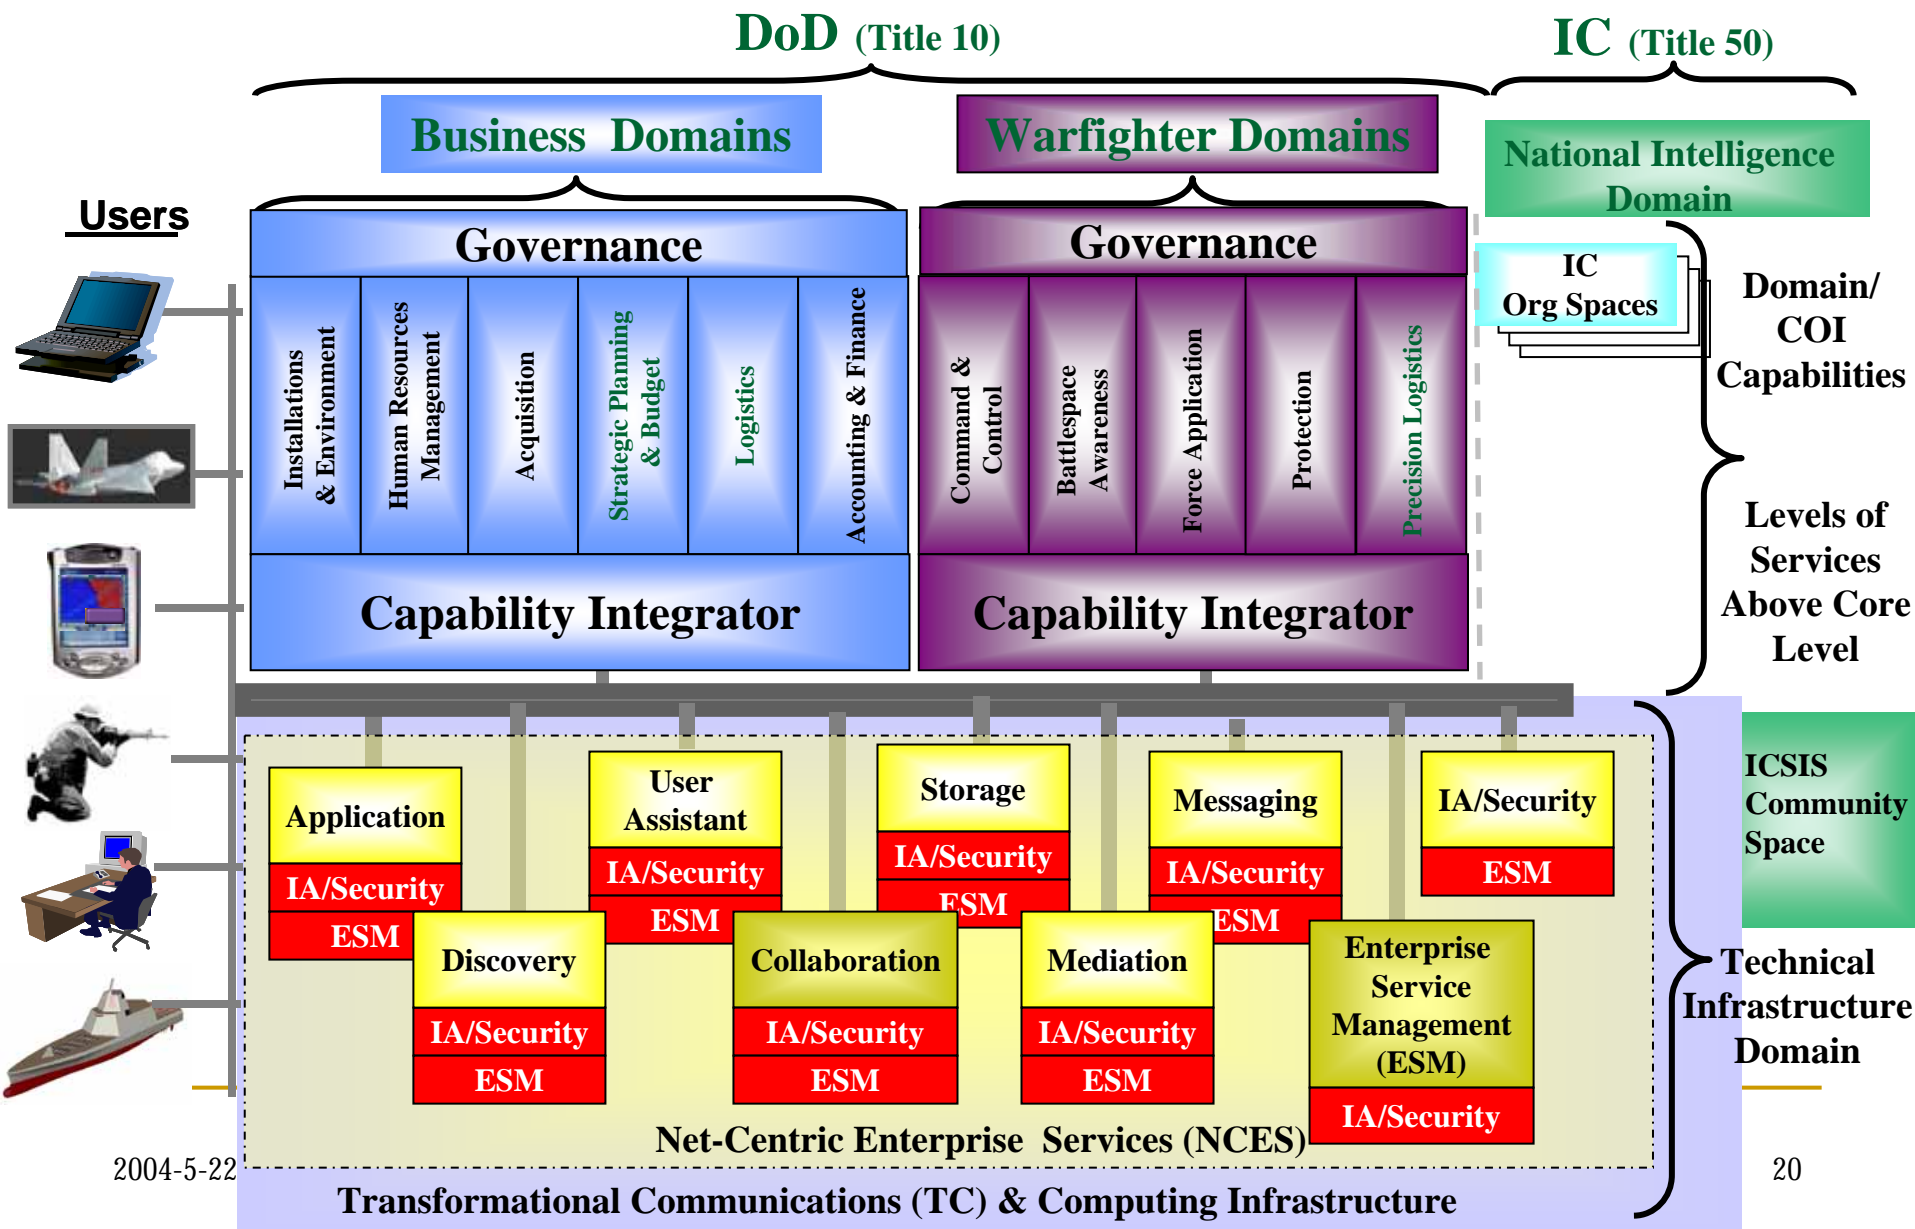 DoD (Title 10)
IC (Title 50)
Business Domains
Warfighter Domains
National Intelligence
Domain
Users
Governance
Governance
IC
Org Spaces
Installations
& Environment
Human Resources
Management
Acquisition
Strategic Planning
& Budget
Logistics
Accounting & Finance
Command &
Control
Battlespace
Awareness
Force Application
Protection
Precision Logistics
Domain/
COI
Capabilities
Levels of
Services
Above Core
Level
Capability Integrator
Capability Integrator
Application
IA/Security
ESM
User
Assistant
IA/Security
ESM
Storage
IA/Security
ESM
Messaging
IA/Security
ESM
IA/Security
ESM
ICSIS
Community
Space
Discovery
IA/Security
ESM
Collaboration
IA/Security
ESM
Mediation
IA/Security
ESM
Enterprise
Service
Management
(ESM)
IA/Security
Technical
Infrastructure
Domain
Net-Centric Enterprise Services (NCES)
2004-5-22
20
Transformational Communications (TC) & Computing Infrastructure